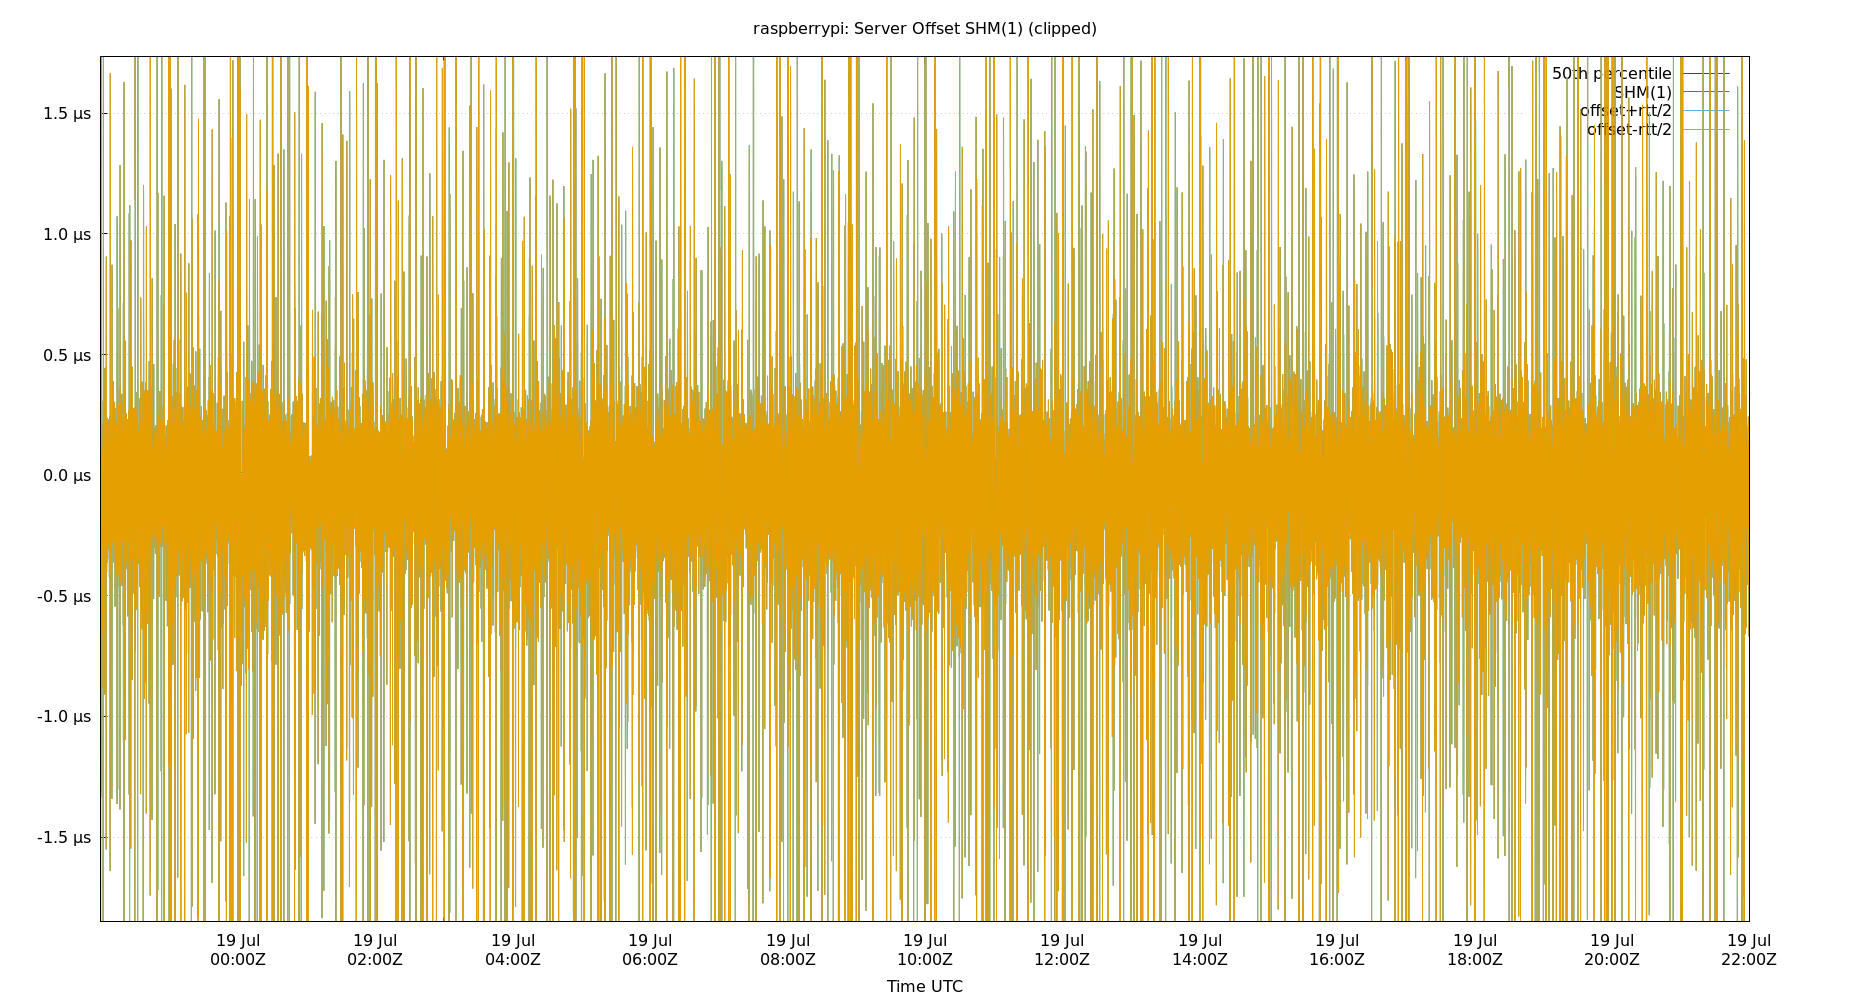 raspberrypi: Server Offset SHM(1) (clipped)
50th percentile
SHM(1)
offset+rtt/2
offset-rtt/2
1.5 µs
1.0 µs
0.5 µs
0.0 µs
-0.5 µs
-1.0 µs
-1.5 µs
19 Jul 19 Jul 19 Jul 19 Jul 19 Jul 19 Jul 19 Jul 19 Jul 19 Jul 19 Jul 19 Jul 19 Jul
00:00Z 02:00Z 04:00Z 06:00Z 08:00Z 10:00Z 12:00Z 14:00Z 16:00Z 18:00Z 20:00Z 22:00Z
Time UTC